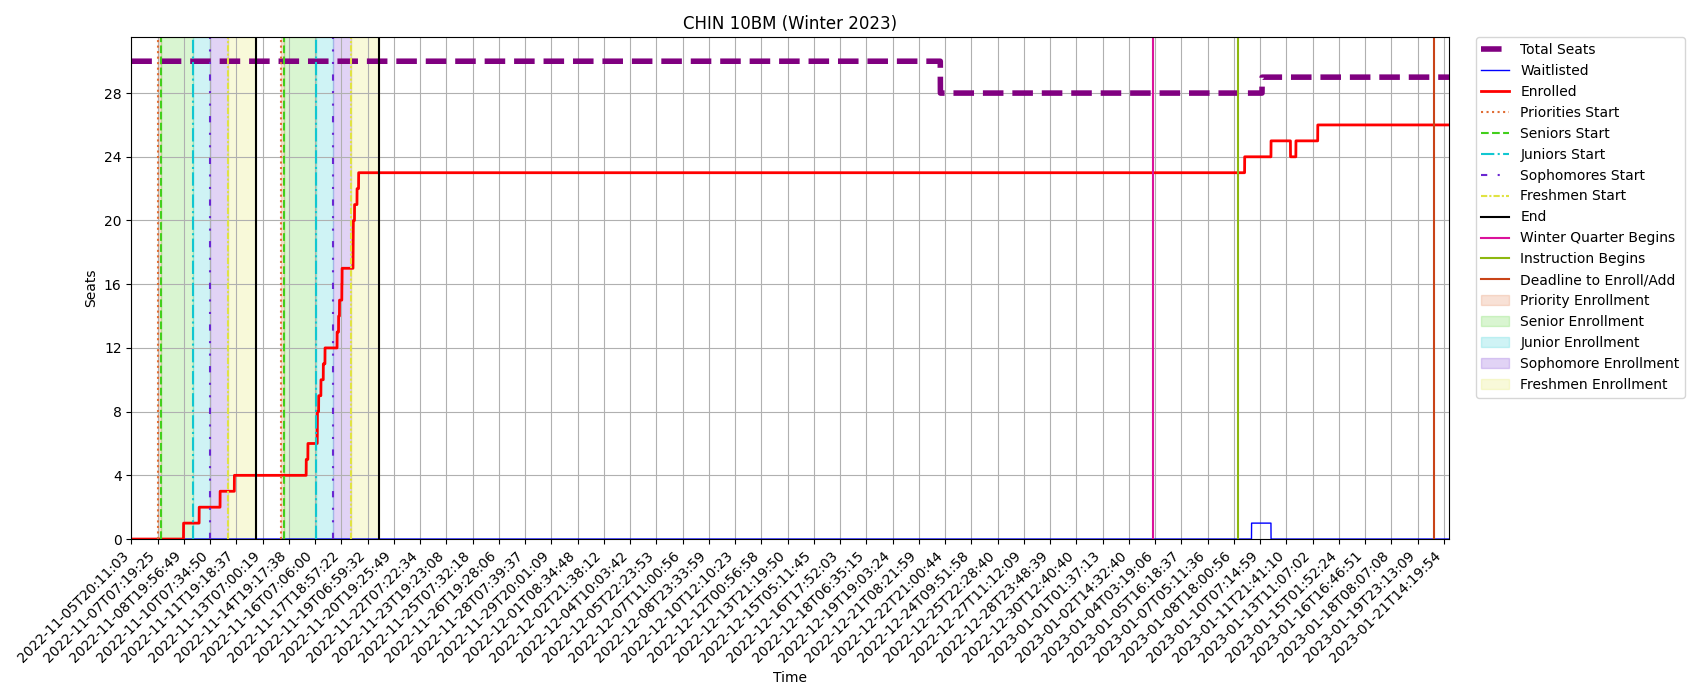 CHIN 10BM (Winter 2023)
Seats
28
24
20
16
12
8
4
0
2022-11-05T20:11:03
2022-11-07T07:19:25
2022-11-08T19:56:49
2022-11-10T07:34:50
2022-11-11T19:18:37
2022-11-13T07:00:19
2022-11-14T19:17:38
2022-11-16T07:06:00
2022-11-17T18:57:22
2022-11-19T06:59:32
2022-11-20T19:25:49
2022-11-22T07:22:34
2022-11-23T19:23:08
2022-11-25T07:32:18
2022-11-26T19:28:06
2022-11-28T07:39:37
2022-11-29T20:01:09
2022-12-01T08:34:48
2022-12-02T21:38:12
2022-12-04T10:03:42
2022-12-05T22:23:53
2022-12-07T11:00:56
2022-12-08T23:33:59
2022-12-10T12:10:23
2022-12-12T00:56:58
2022-12-13T13:19:50
2022-12-15T05:11:45
2022-12-16T17:52:03
2022-12-18T06:35:15
2022-12-19T19:03:24
2022-12-21T08:21:59
2022-12-22T21:00:44
2022-12-24T09:51:58
2022-12-25T22:28:40
2022-12-27T11:12:09
2022-12-28T23:48:39
2022-12-30T12:40:40
2023-01-01T01:37:13
2023-01-02T14:32:40
2023-01-04T03:19:06
2023-01-05T16:18:37
2023-01-07T05:11:36
2023-01-08T18:00:56
2023-01-10T07:14:59
2023-01-11T21:41:10
2023-01-13T11:07:02
2023-01-15T01:52:24
2023-01-16T16:46:51
2023-01-18T08:07:08
2023-01-19T23:13:09
2023-01-21T14:19:54
Time
Total Seats
Waitlisted
Enrolled
Priorities Start
Seniors Start
Juniors Start
Sophomores Start
Freshmen Start
End
Winter Quarter Begins
Instruction Begins
Deadline to Enroll/Add
Priority Enrollment
Senior Enrollment
Junior Enrollment
Sophomore Enrollment
Freshmen Enrollment